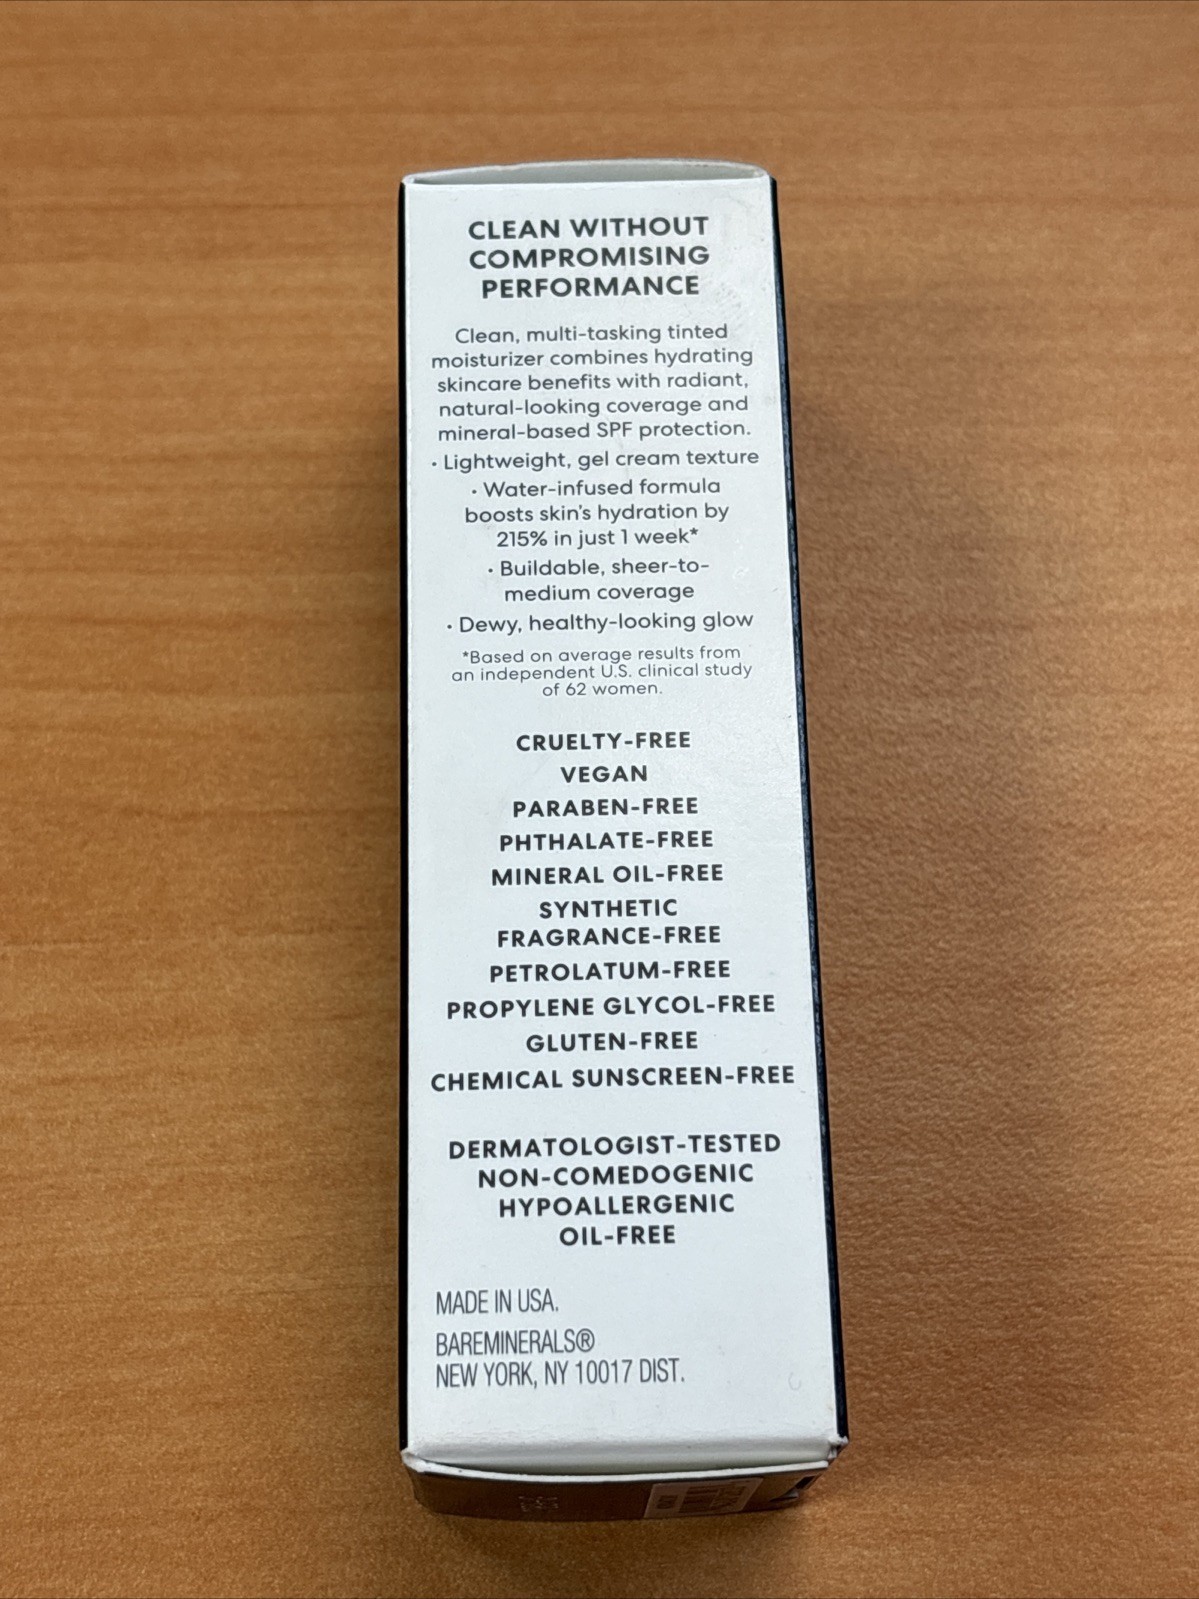 CLEAN WITHOUT
COMPROMISING
PERFORMANCE
Clean, multi-tasking tinted
moisturizer combines hydrating
skincare benefits with radiant,
natural-looking coverage and
mineral-based SPF protection.
• Lightweight, gel cream texture
• Water-infused formula
boosts skin's hydration by
215% in just 1 week*
• Buildable, sheer-to-
medium coverage
• Dewy, healthy-looking glow
*Based on average results from
an independent U.S. clinical study
of 62 women.
CRUELTY-FREE
VEGAN
PARABEN-FREE
PHTHALATE-FREE
MINERAL OIL-FREE
SYNTHETIC
FRAGRANCE-FREE
PETROLATUM-FREE
PROPYLENE GLYCOL-FREE
GLUTEN-FREE
CHEMICAL SUNSCREEN-FREE
DERMATOLOGIST-TESTED
NON-COMEDOGENIC
HYPOALLERGENIC
OIL-FREE
MADE IN USA.
BAREMINERALS®
NEW YORK, NY 10017 DIST.